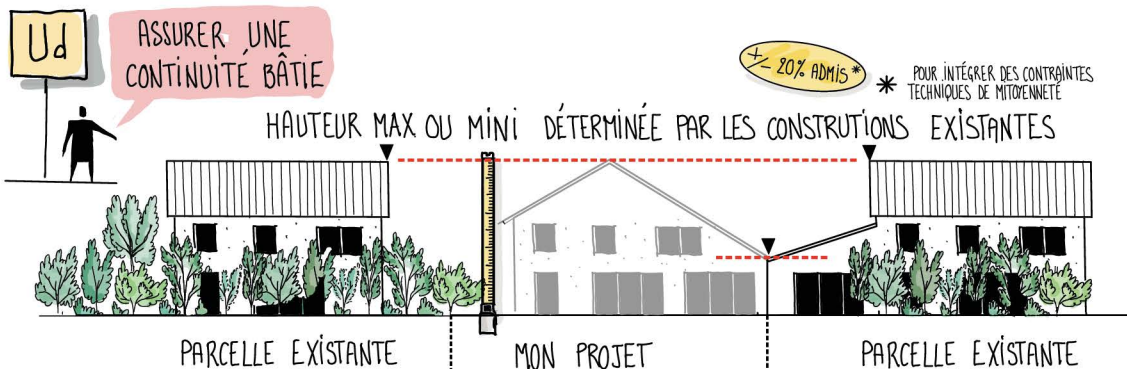 Ud
ASSURER UNE
CONTINUITÉ BÂTIE
+/- 20% ADMIS *
* POUR INTÉGRER DES CONTRAINTES
TECHNIQUES DE MITOYENNETÉ
HAUTEUR MAX OU MINI DÉTERMINÉE PAR LES CONSTRUTIONS EXISTANTES
PARCELLE EXISTANTE
MON PROJET
PARCELLE EXISTANTE